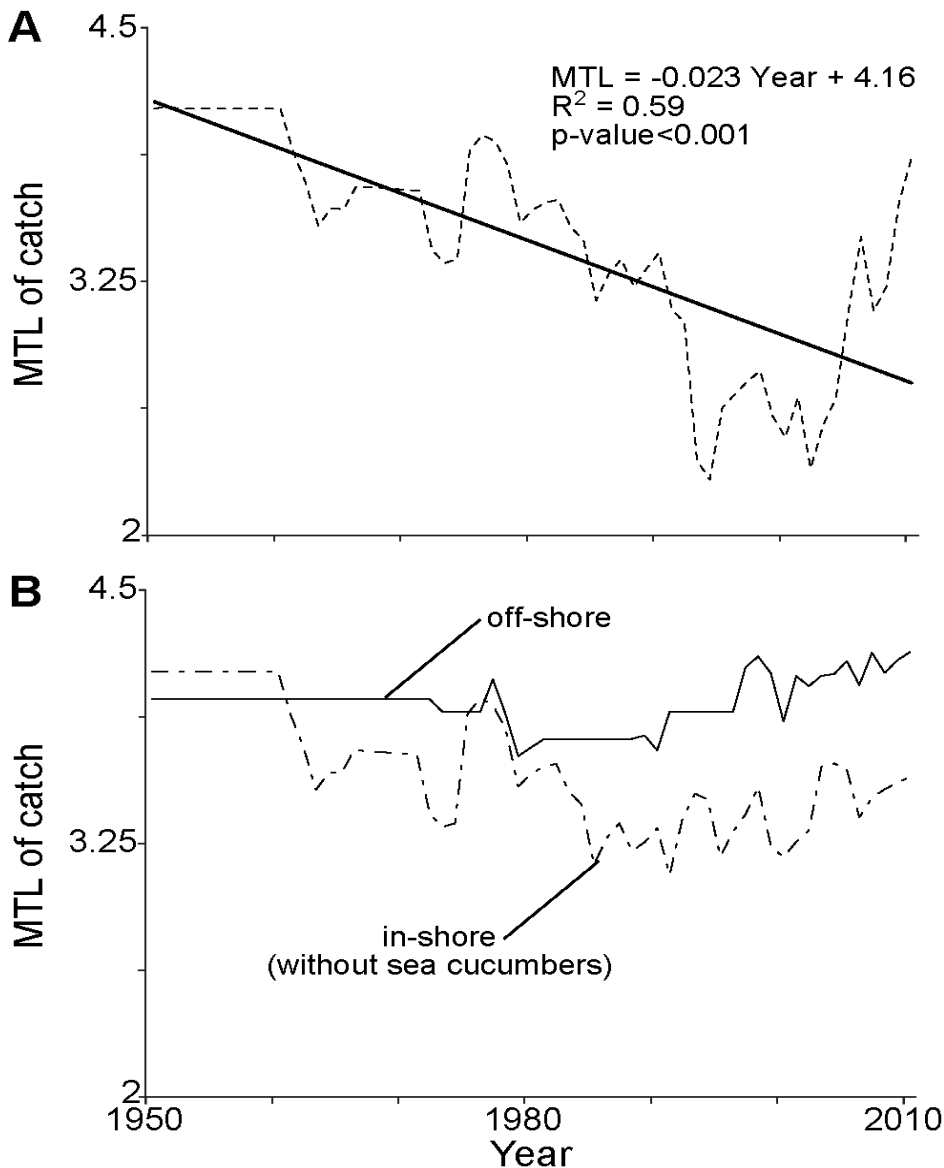 A
4.5
MTL = -0.023 Year + 4.16
R² = 0.59
p-value<0.001
MTL of catch
3.25
2
B
4.5
off-shore
MTL of catch
3.25
in-shore
(without sea cucumbers)
2
1950 1980 2010
Year